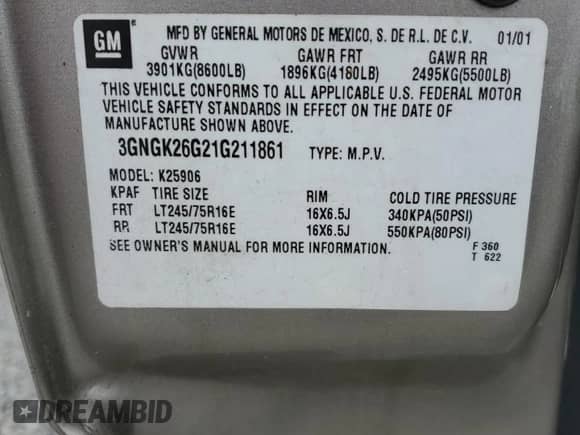 GM
MFD BY GENERAL MOTORS DE MEXICO, S. DE R.L. DE C.V. 01/01
GVWR GAWR FRT GAWR RR
3901KG(8600LB) 1896KG(4180LB) 2495KG(5500LB)
THIS VEHICLE CONFORMS TO ALL APPLICABLE U.S. FEDERAL MOTOR
VEHICLE SAFETY STANDARDS IN EFFECT ON THE DATE OF
MANUFACTURE SHOWN ABOVE.
3GNGK26G21G211861 TYPE: M.P.V.
MODEL: K25906
KPAF TIRE SIZE RIM COLD TIRE PRESSURE
FRT LT245/75R16E 16X6.5J 340KPA(50PSI)
RR LT245/75R16E 16X6.5J 550KPA(80PSI)
SEE OWNER'S MANUAL FOR MORE INFORMATION. F 360
T 622
DREAMBID